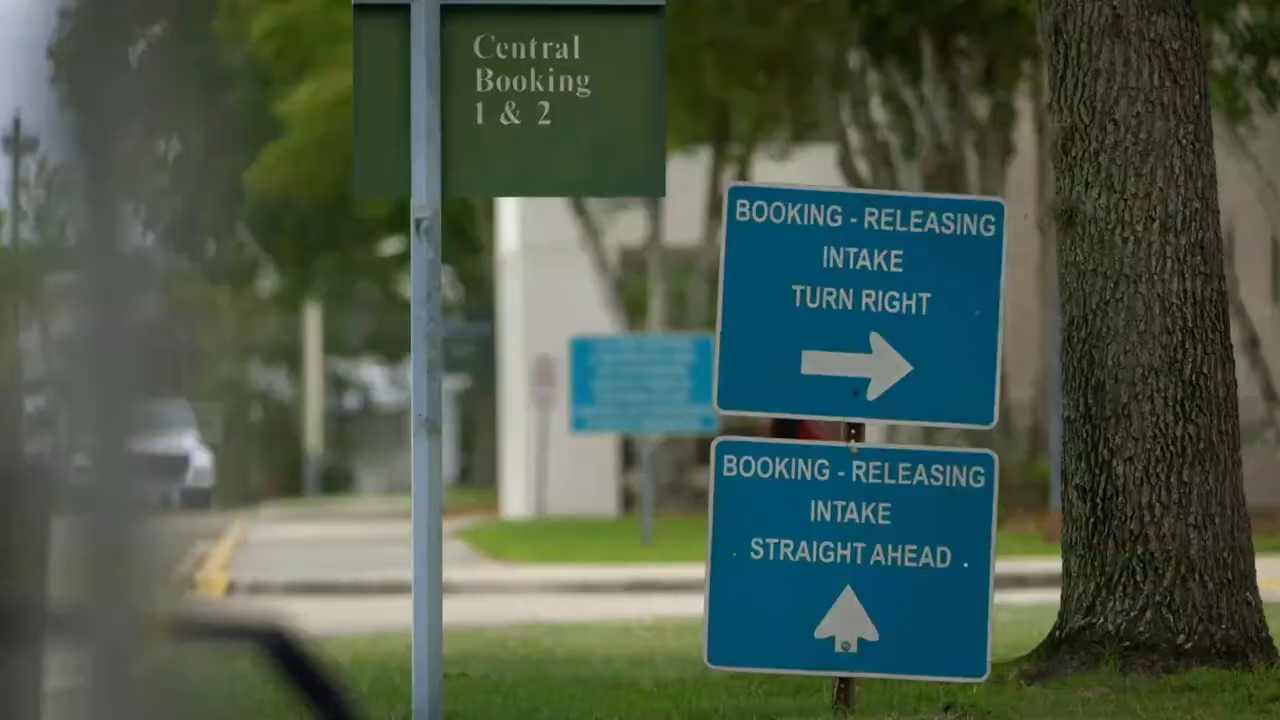 Central
Booking
1 & 2
BOOKING - RELEASING
INTAKE
TURN RIGHT
BOOKING - RELEASING
INTAKE
STRAIGHT AHEAD